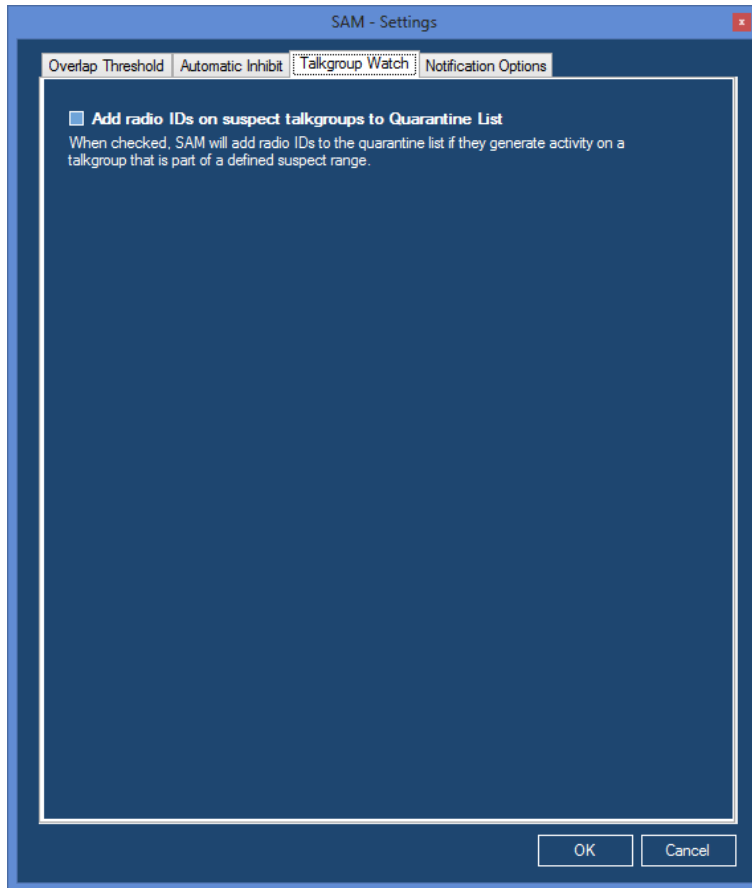 SAM - Settings
x
Overlap Threshold Automatic Inhibit Talkgroup Watch Notification Options
Add radio IDs on suspect talkgroups to Quarantine List
When checked, SAM will add radio IDs to the quarantine list if they generate activity on a
talkgroup that is part of a defined suspect range.
OK Cancel